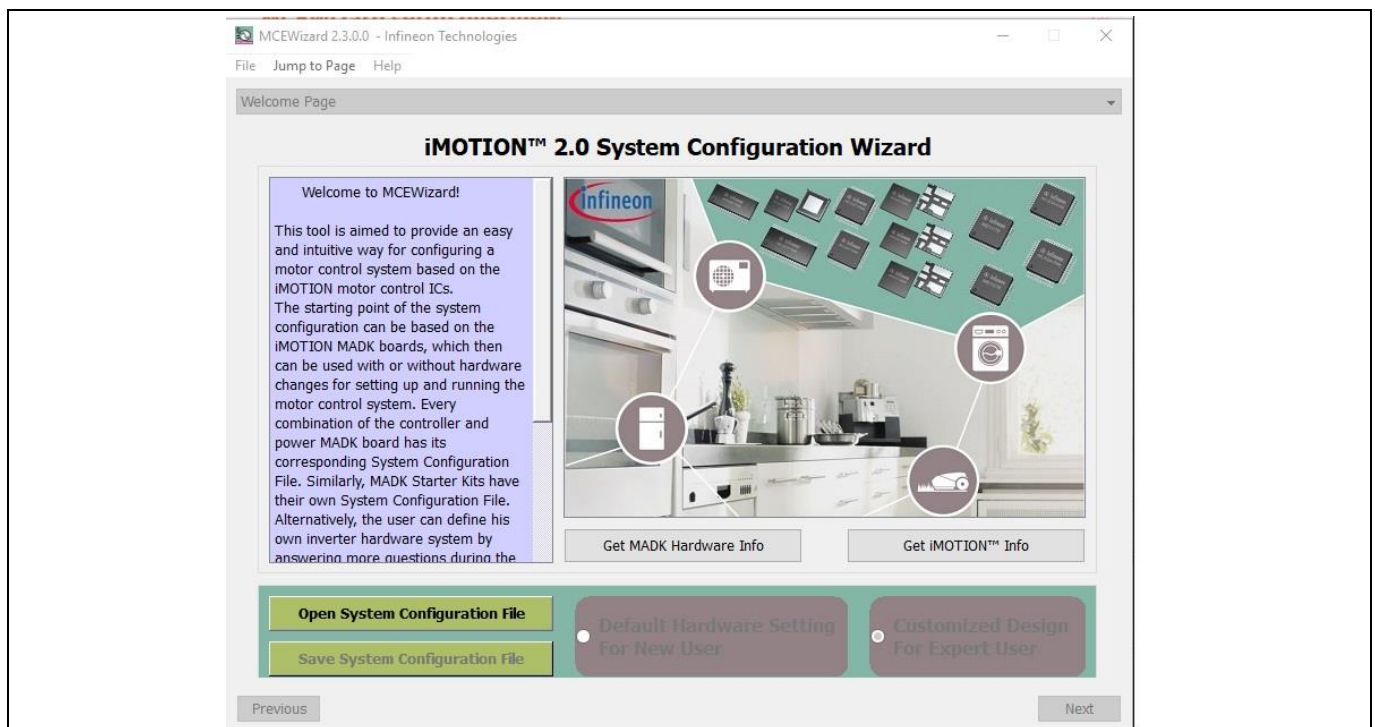 MCEWizard 2.3.0.0 - Infineon Technologies
File Jump to Page Help
Welcome Page
iMOTION™ 2.0 System Configuration Wizard
Welcome to MCEWizard!
This tool is aimed to provide an easy
and intuitive way for configuring a
motor control system based on the
iMOTION motor control ICs.
The starting point of the system
configuration can be based on the
iMOTION MADK boards, which then
can be used with or without hardware
changes for setting up and running the
motor control system. Every
combination of the controller and
power MADK board has its
corresponding System Configuration
File. Similarly, MADK Starter Kits have
their own System Configuration File.
Alternatively, the user can define his
own inverter hardware system by
answering more questions during the
infineon
Get MADK Hardware Info
Get iMOTION™ Info
Open System Configuration File
Save System Configuration File
Default Hardware Setting
For New User
Customized Design
For Expert User
Previous
Next